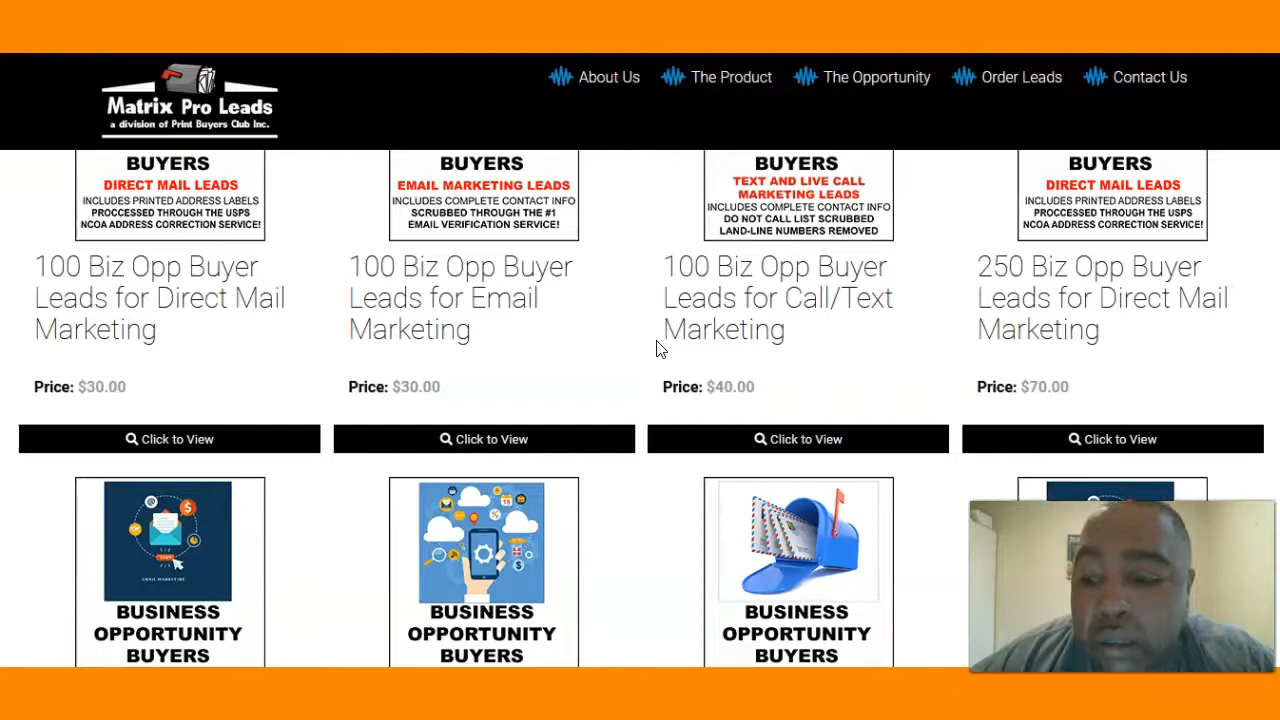 Matrix Pro Leads
a division of Print Buyers Club Inc.
About Us
The Product
The Opportunity
Order Leads
Contact Us
BUYERS
DIRECT MAIL LEADS
INCLUDES PRINTED ADDRESS LABELS
PROCCESSED THROUGH THE USPS
NCOA ADDRESS CORRECTION SERVICE!
100 Biz Opp Buyer
Leads for Direct Mail
Marketing
Price: $30.00
Click to View
BUYERS
EMAIL MARKETING LEADS
INCLUDES COMPLETE CONTACT INFO
SCRUBBED THROUGH THE #1
EMAIL VERIFICATION SERVICE!
100 Biz Opp Buyer
Leads for Email
Marketing
Price: $30.00
Click to View
BUYERS
TEXT AND LIVE CALL
MARKETING LEADS
INCLUDES COMPLETE CONTACT INFO
DO NOT CALL LIST SCRUBBED
LAND-LINE NUMBERS REMOVED
100 Biz Opp Buyer
Leads for Call/Text
Marketing
Price: $40.00
Click to View
BUYERS
DIRECT MAIL LEADS
INCLUDES PRINTED ADDRESS LABELS
PROCCESSED THROUGH THE USPS
NCOA ADDRESS CORRECTION SERVICE!
250 Biz Opp Buyer
Leads for Direct Mail
Marketing
Price: $70.00
Click to View
EMAIL MARKETING
BUSINESS
OPPORTUNITY
BUYERS
BUSINESS
OPPORTUNITY
BUYERS
BUSINESS
OPPORTUNITY
BUYERS